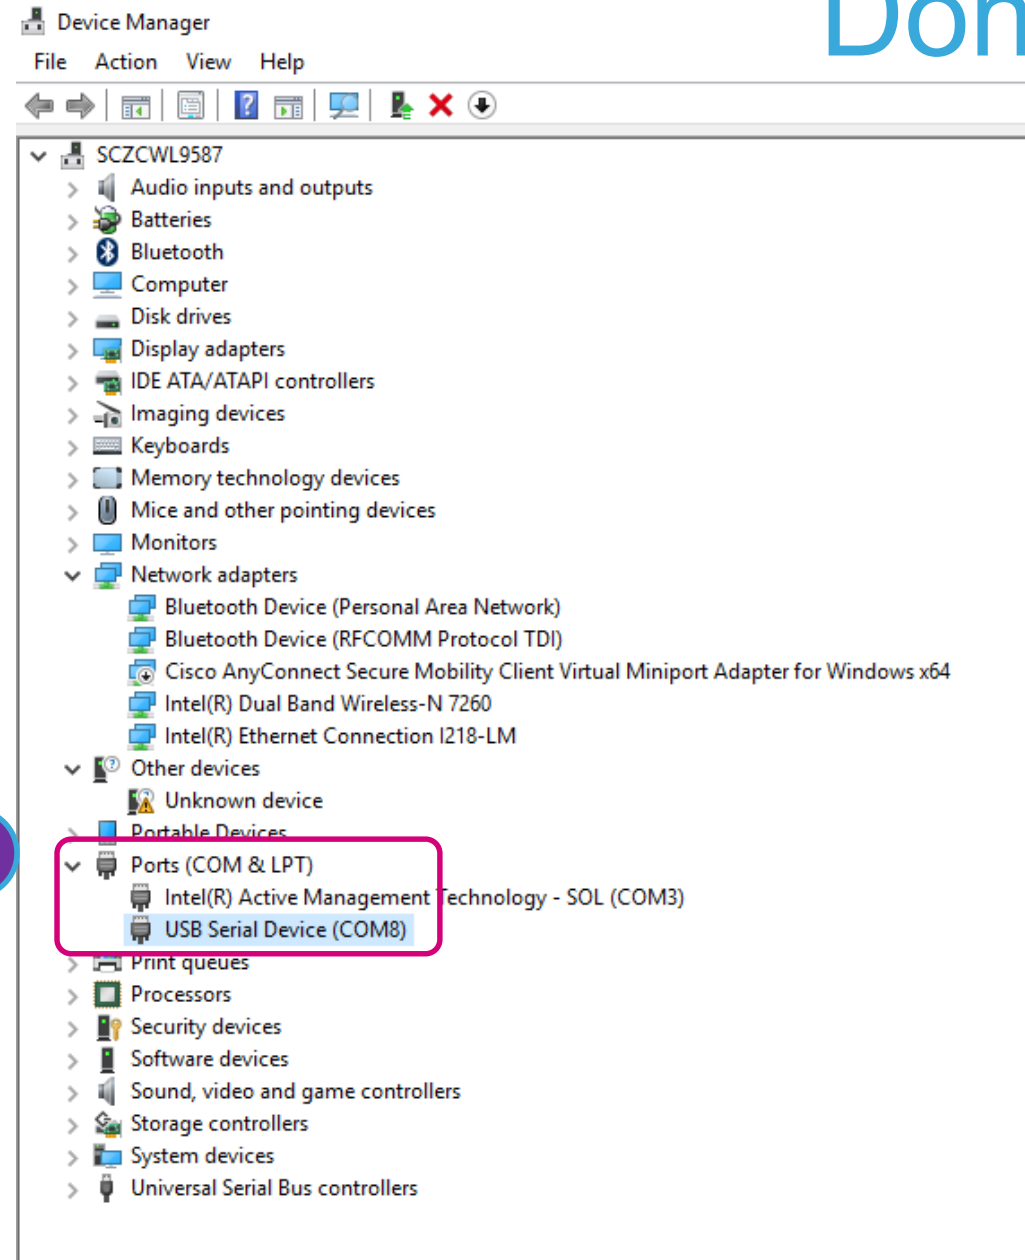 Don
Device Manager
File Action View Help
SCZCWL9587
Audio inputs and outputs
Batteries
Bluetooth
Computer
Disk drives
Display adapters
IDE ATA/ATAPI controllers
Imaging devices
Keyboards
Memory technology devices
Mice and other pointing devices
Monitors
Network adapters
Bluetooth Device (Personal Area Network)
Bluetooth Device (RFCOMM Protocol TDI)
Cisco AnyConnect Secure Mobility Client Virtual Miniport Adapter for Windows x64
Intel(R) Dual Band Wireless-N 7260
Intel(R) Ethernet Connection I218-LM
Other devices
Unknown device
Portable Devices
Ports (COM & LPT)
Intel(R) Active Management Technology - SOL (COM3)
USB Serial Device (COM8)
Print queues
Processors
Security devices
Software devices
Sound, video and game controllers
Storage controllers
System devices
Universal Serial Bus controllers